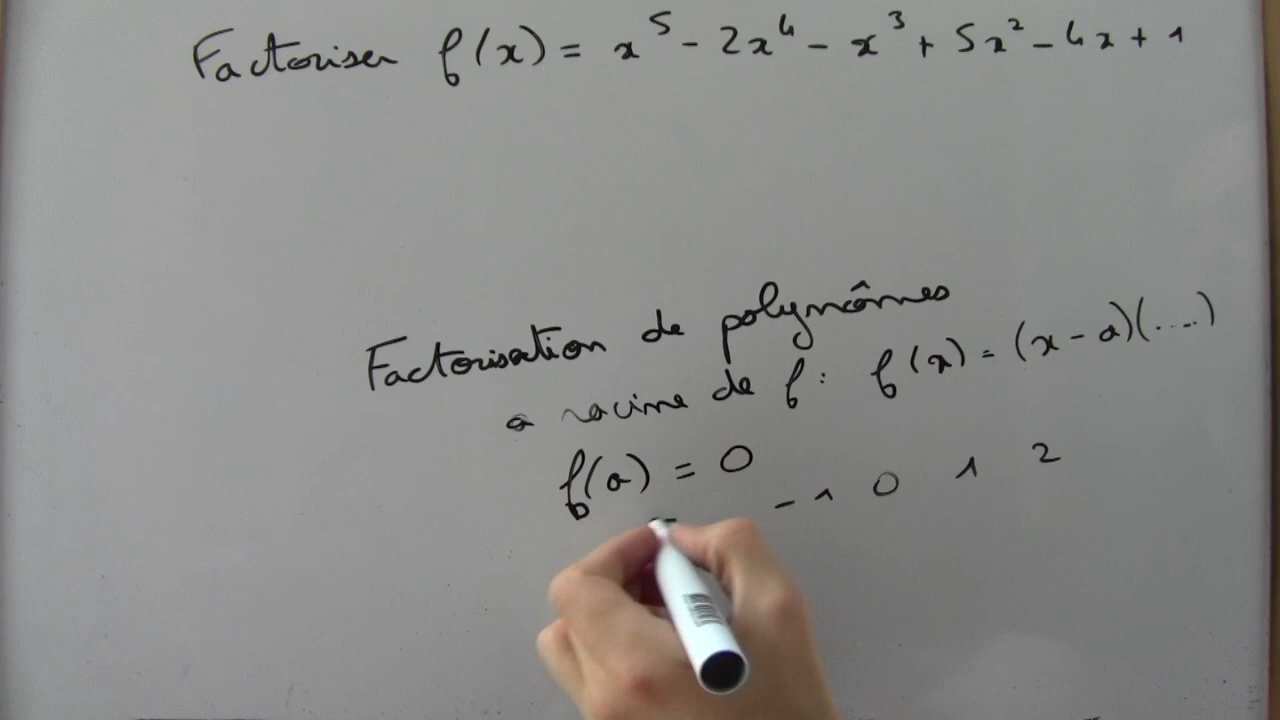 Factoriser f(x) = x⁵ - 2x⁴ - x³ + 5x² - 4x + 1
Factorisation de polynômes
a racine de f : f(x) = (x - a)(....)
f(a) = 0
- -1 0 1 2